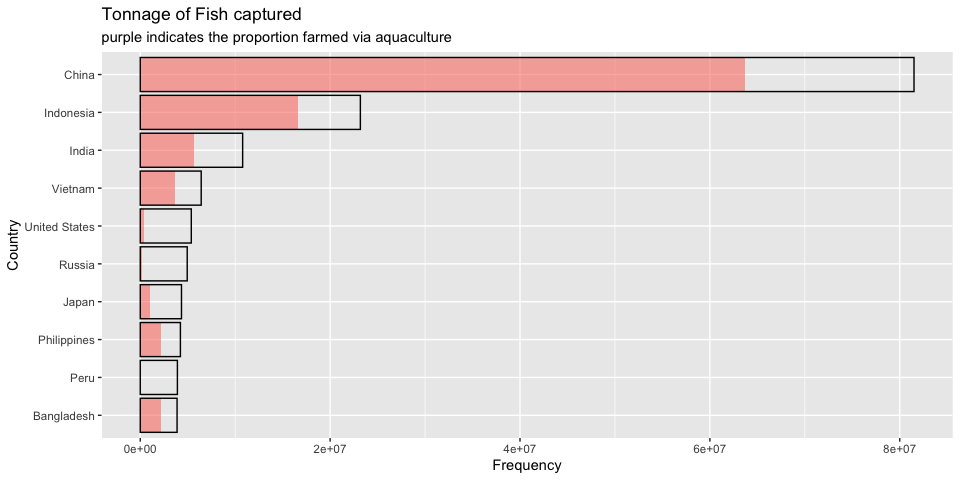 Tonnage of Fish captured
purple indicates the proportion farmed via aquaculture
Country
China
Indonesia
India
Vietnam
United States
Russia
Japan
Philippines
Peru
Bangladesh
0e+00 2e+07 4e+07 6e+07 8e+07
Frequency